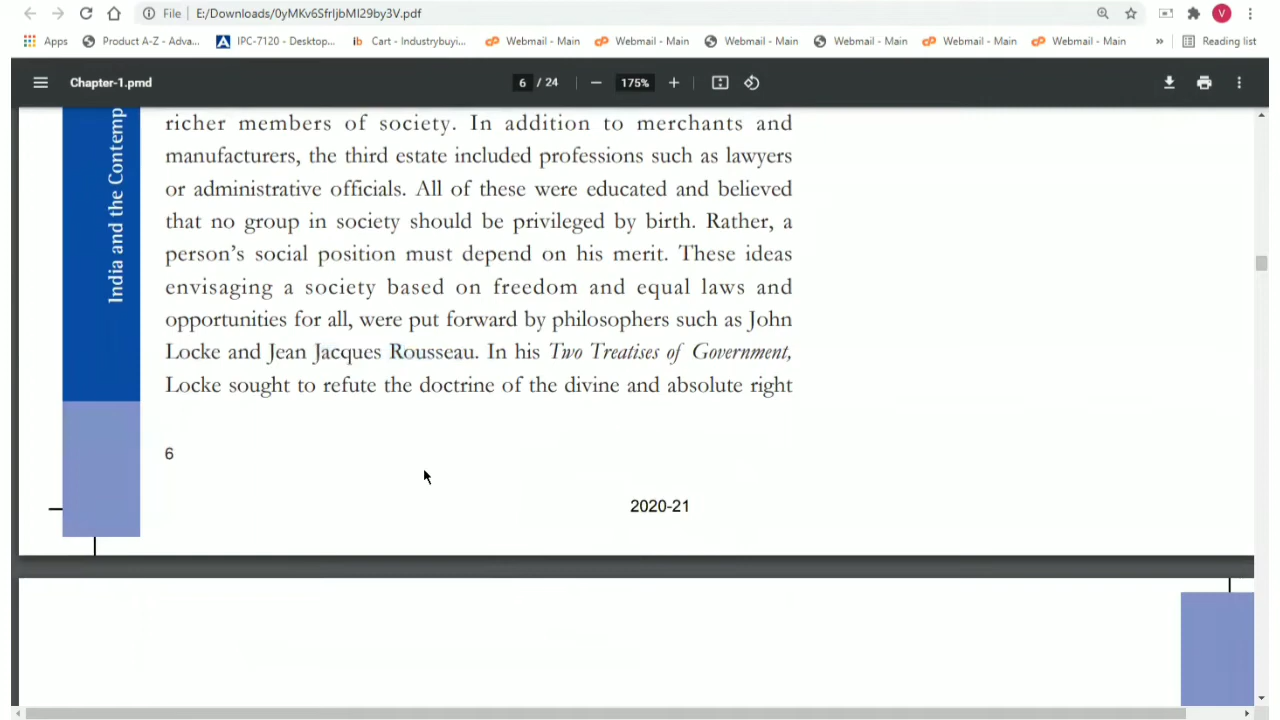 File | E:/Downloads/0yMKv6SfrIjbMI29by3V.pdf
V
Apps Product A-Z - Adva... IPC-7120 - Desktop... Cart - Industrybuyi... Webmail - Main Webmail - Main Webmail - Main Webmail - Main Webmail - Main Webmail - Main » Reading list
Chapter-1.pmd 6 / 24 − 175% +
India and the Contemp
richer members of society. In addition to merchants and
manufacturers, the third estate included professions such as lawyers
or administrative officials. All of these were educated and believed
that no group in society should be privileged by birth. Rather, a
person’s social position must depend on his merit. These ideas
envisaging a society based on freedom and equal laws and
opportunities for all, were put forward by philosophers such as John
Locke and Jean Jacques Rousseau. In his Two Treatises of Government,
Locke sought to refute the doctrine of the divine and absolute right
6
2020-21